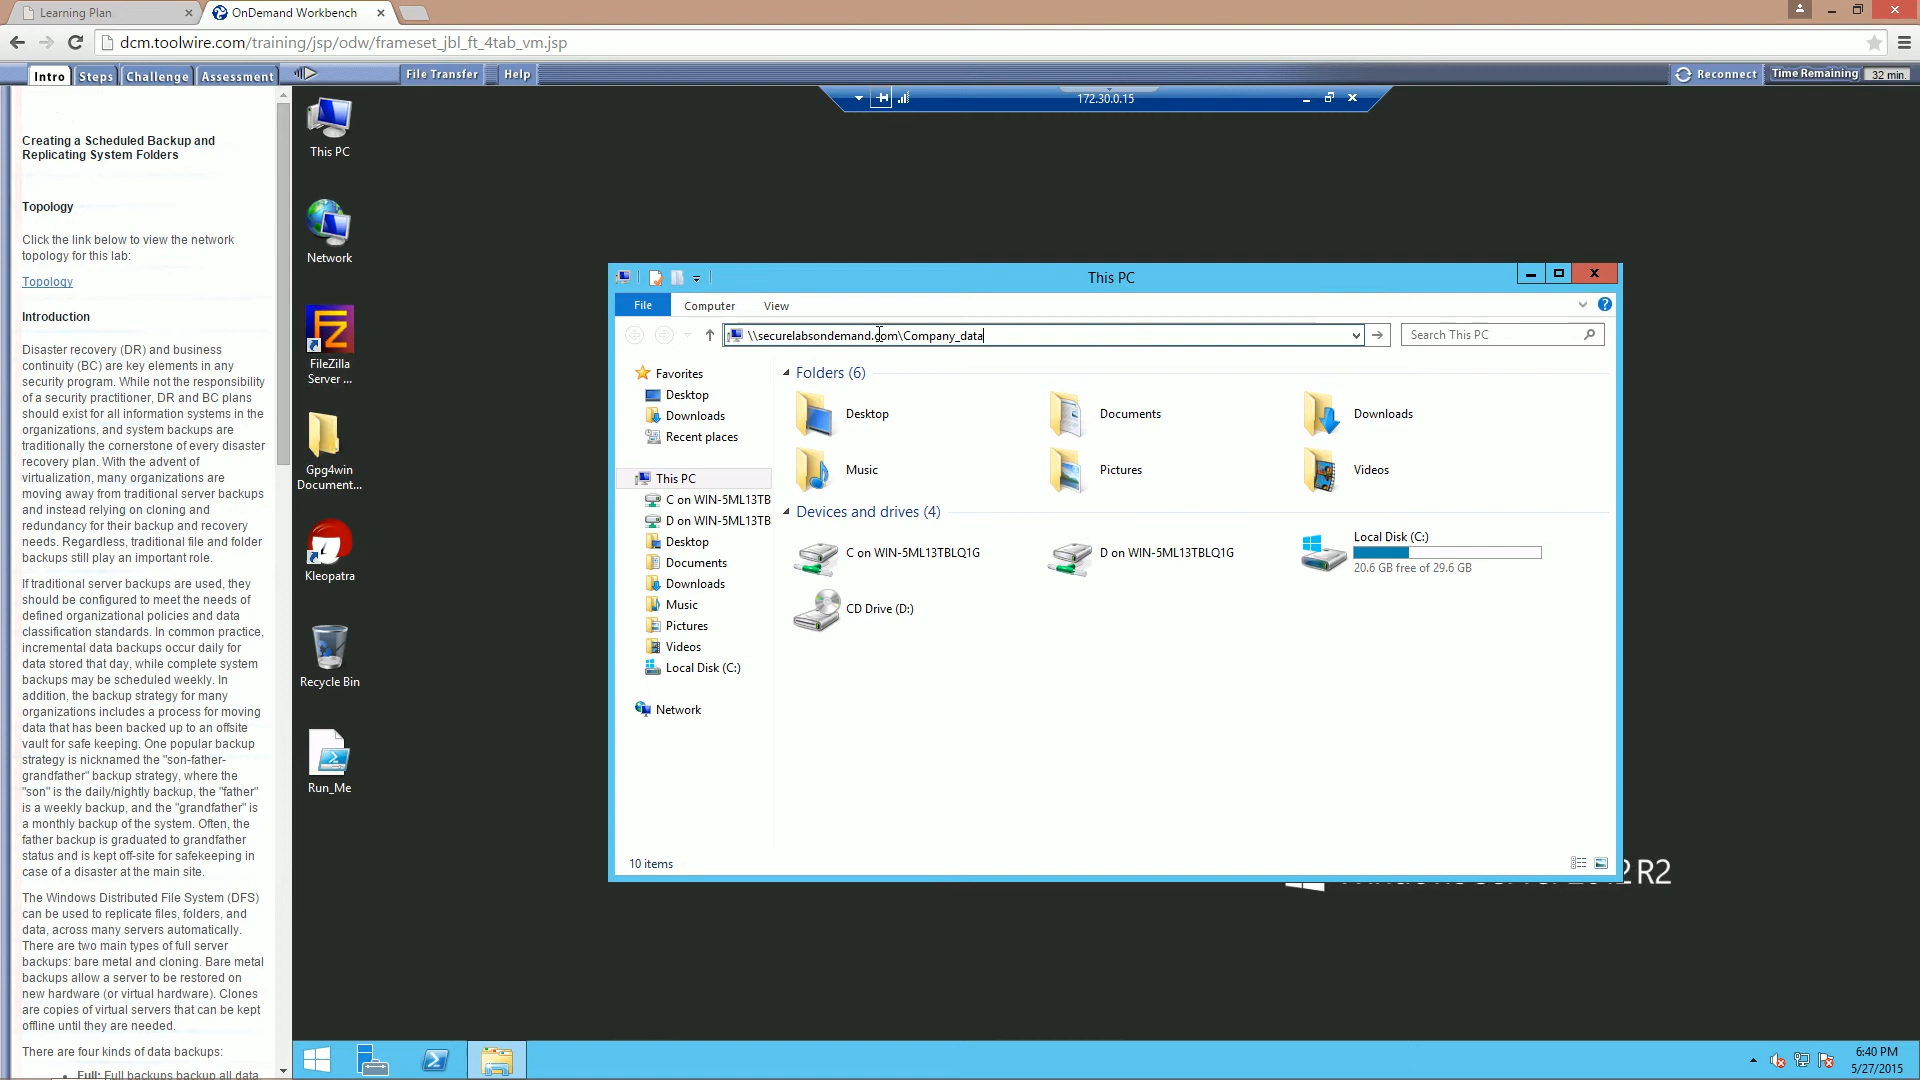 Learning Plan
OnDemand Workbench
dcm.toolwire.com/training/jsp/odw/frameset_jbl_ft_4tab_vm.jsp
Intro
Steps
Challenge
Assessment
File Transfer
Help
Reconnect
Time Remaining
32 min.
Creating a Scheduled Backup and
Replicating System Folders
Topology
Click the link below to view the network
topology for this lab:
Topology
Introduction
Disaster recovery (DR) and business
continuity (BC) are key elements in any
security program. While not the responsibility
of a security practitioner, DR and BC plans
should exist for all information systems in the
organizations, and system backups are
traditionally the cornerstone of every disaster
recovery plan. With the advent of
virtualization, many organizations are
moving away from traditional server backups
and instead relying on cloning and
redundancy for their backup and recovery
needs. Regardless, traditional file and folder
backups still play an important role.
If traditional server backups are used, they
should be configured to meet the needs of
defined organizational policies and data
classification standards. In common practice,
incremental data backups occur daily for
data stored that day, while complete system
backups may be scheduled weekly. In
addition, the backup strategy for many
organizations includes a process for moving
data that has been backed up to an offsite
vault for safe keeping. One popular backup
strategy is nicknamed the "son-father-
grandfather" backup strategy, where the
"son" is the daily/nightly backup, the "father"
is a weekly backup, and the "grandfather" is
a monthly backup of the system. Often, the
father backup is graduated to grandfather
status and is kept off-site for safekeeping in
case of a disaster at the main site.
The Windows Distributed File System (DFS)
can be used to replicate files, folders, and
data, across many servers automatically.
There are two main types of full server
backups: bare metal and cloning. Bare metal
backups allow a server to be restored on
new hardware (or virtual hardware). Clones
are copies of virtual servers that can be kept
offline until they are needed.
There are four kinds of data backups:
Full: Full backups backup all data.
172.30.0.15
This PC
Network
FileZilla
Server ...
Gpg4win
Document...
Kleopatra
Recycle Bin
Run_Me
This PC
File
Computer
View
\\securelabsondemand.com\Company_data
Search This PC
Favorites
Desktop
Downloads
Recent places
This PC
C on WIN-5ML13TB
D on WIN-5ML13TB
Desktop
Documents
Downloads
Music
Pictures
Videos
Local Disk (C:)
Network
Folders (6)
Desktop
Documents
Downloads
Music
Pictures
Videos
Devices and drives (4)
C on WIN-5ML13TBLQ1G
D on WIN-5ML13TBLQ1G
Local Disk (C:)
20.6 GB free of 29.6 GB
CD Drive (D:)
10 items
R2
6:40 PM
5/27/2015